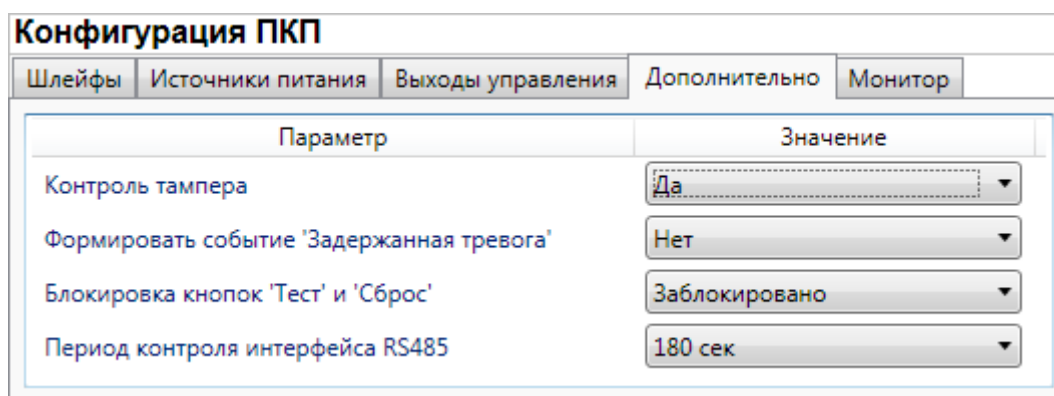 Конфигурация ПКП
Шлейфы Источники питания Выходы управления Дополнительно Монитор
Параметр Значение
Контроль тампера Да
Формировать событие 'Задержанная тревога' Нет
Блокировка кнопок 'Тест' и 'Сброс' Заблокировано
Период контроля интерфейса RS485 180 сек